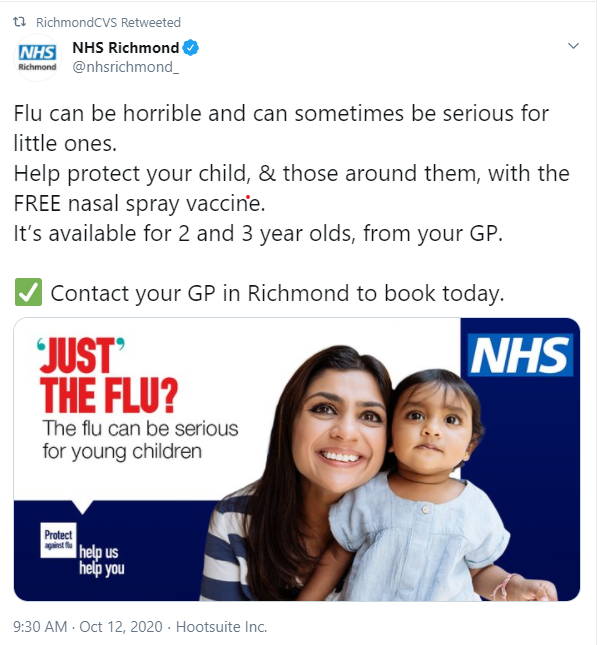 RichmondCVS Retweeted
NHS Richmond
@nhsrichmond_
NHS
Richmond
Flu can be horrible and can sometimes be serious for
little ones.
Help protect your child, & those around them, with the
FREE nasal spray vaccine.
It's available for 2 and 3 year olds, from your GP.
✅ Contact your GP in Richmond to book today.
'JUST'
THE FLU?
The flu can be serious
for young children
NHS
Protect
against flu
help us
help you
9:30 AM · Oct 12, 2020 · Hootsuite Inc.